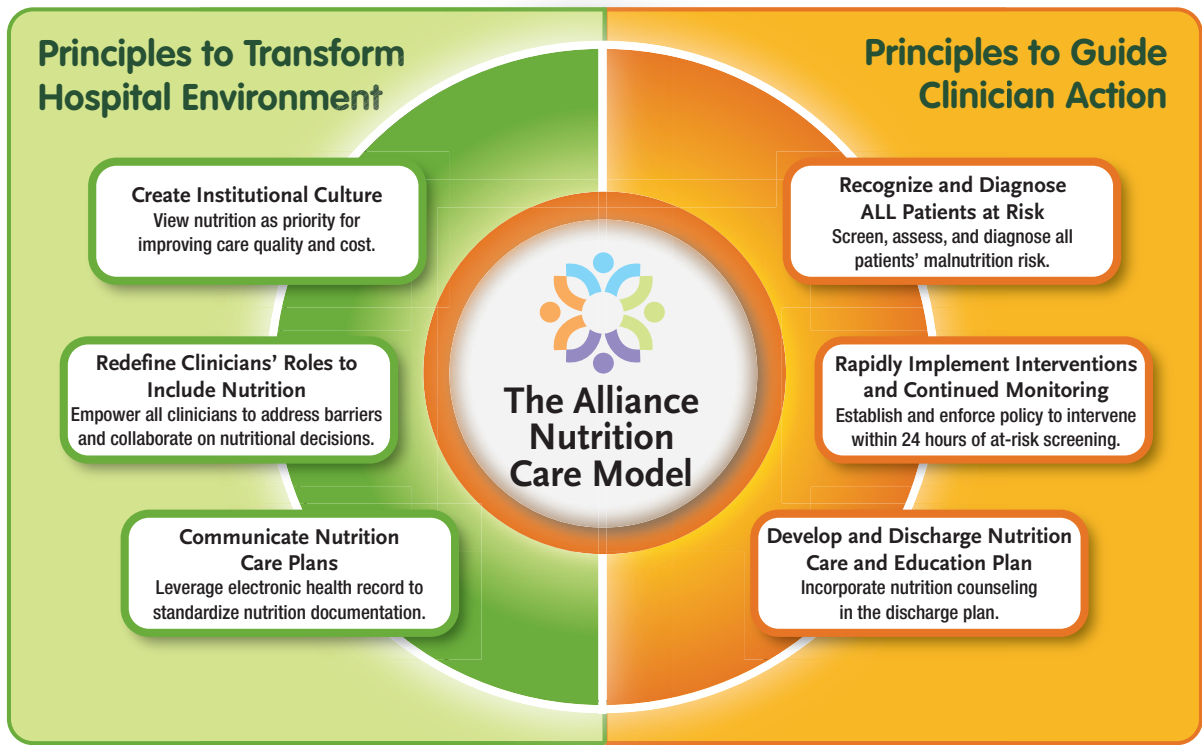 Principles to Transform
Hospital Environment
Create Institutional Culture
View nutrition as priority for
improving care quality and cost.
Redefine Clinicians’ Roles to
Include Nutrition
Empower all clinicians to address barriers
and collaborate on nutritional decisions.
Communicate Nutrition
Care Plans
Leverage electronic health record to
standardize nutrition documentation.
The Alliance
Nutrition
Care Model
Principles to Guide
Clinician Action
Recognize and Diagnose
ALL Patients at Risk
Screen, assess, and diagnose all
patients’ malnutrition risk.
Rapidly Implement Interventions
and Continued Monitoring
Establish and enforce policy to intervene
within 24 hours of at-risk screening.
Develop and Discharge Nutrition
Care and Education Plan
Incorporate nutrition counseling
in the discharge plan.